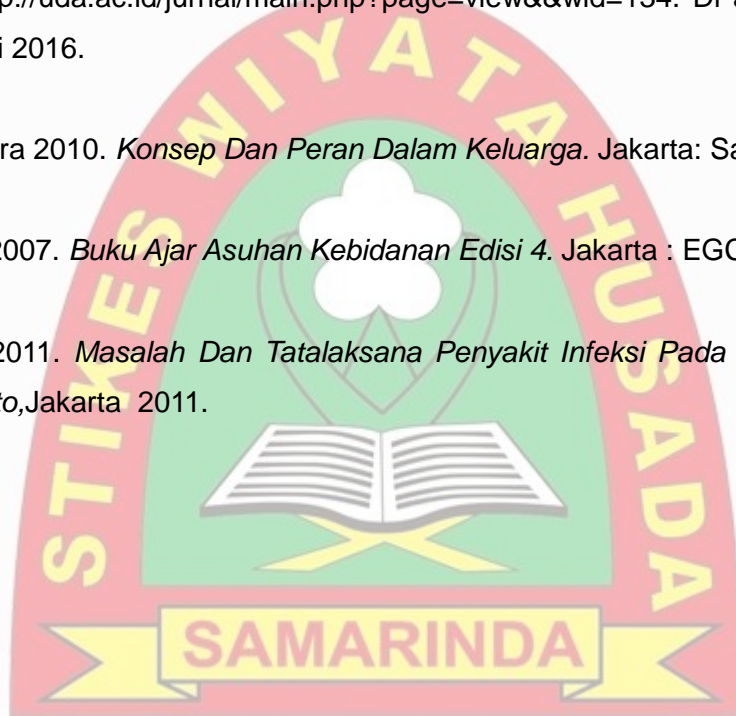 p://uda.ac.id/jurnal/main.php?page=view&&wid=134. Di a
i 2016.
ra 2010. Konsep Dan Peran Dalam Keluarga. Jakarta: Sa
2007. Buku Ajar Asuhan Kebidanan Edisi 4. Jakarta : EGC
2011. Masalah Dan Tatalaksana Penyakit Infeksi Pada
to,Jakarta 2011.
STIKES WIYATA HUSADA
SAMARINDA